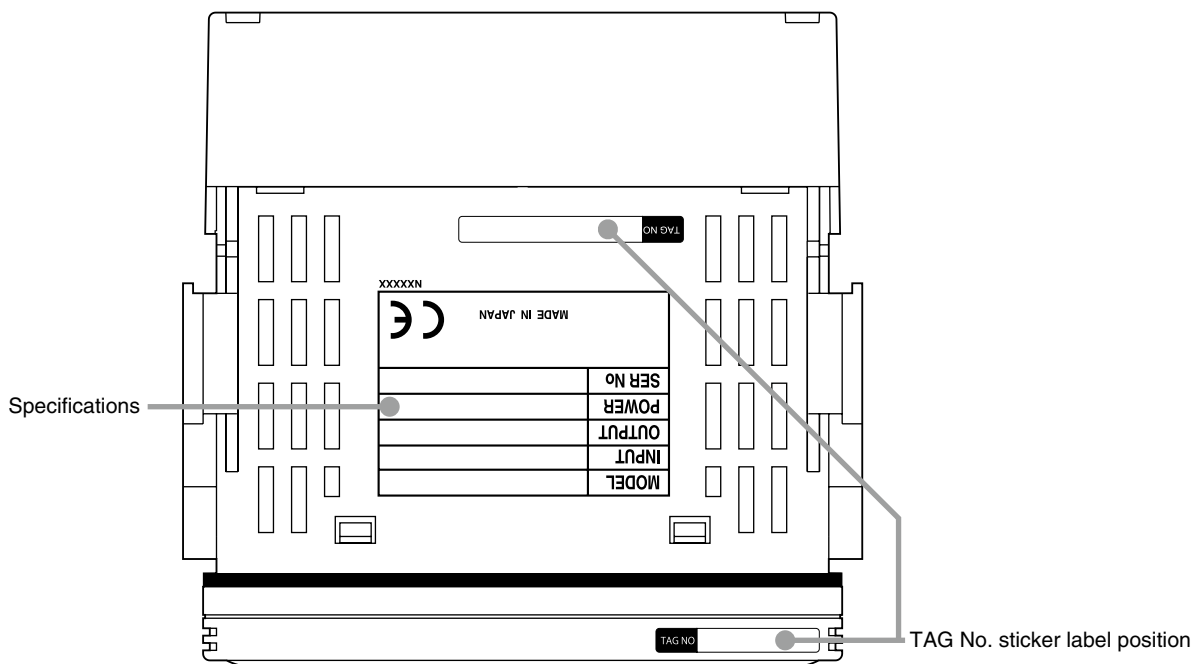 TAG NO
NXXXXX
CE MADE IN JAPAN
SER No
Specifications
POWER
OUTPUT
INPUT
MODEL
TAG NO
TAG No. sticker label position